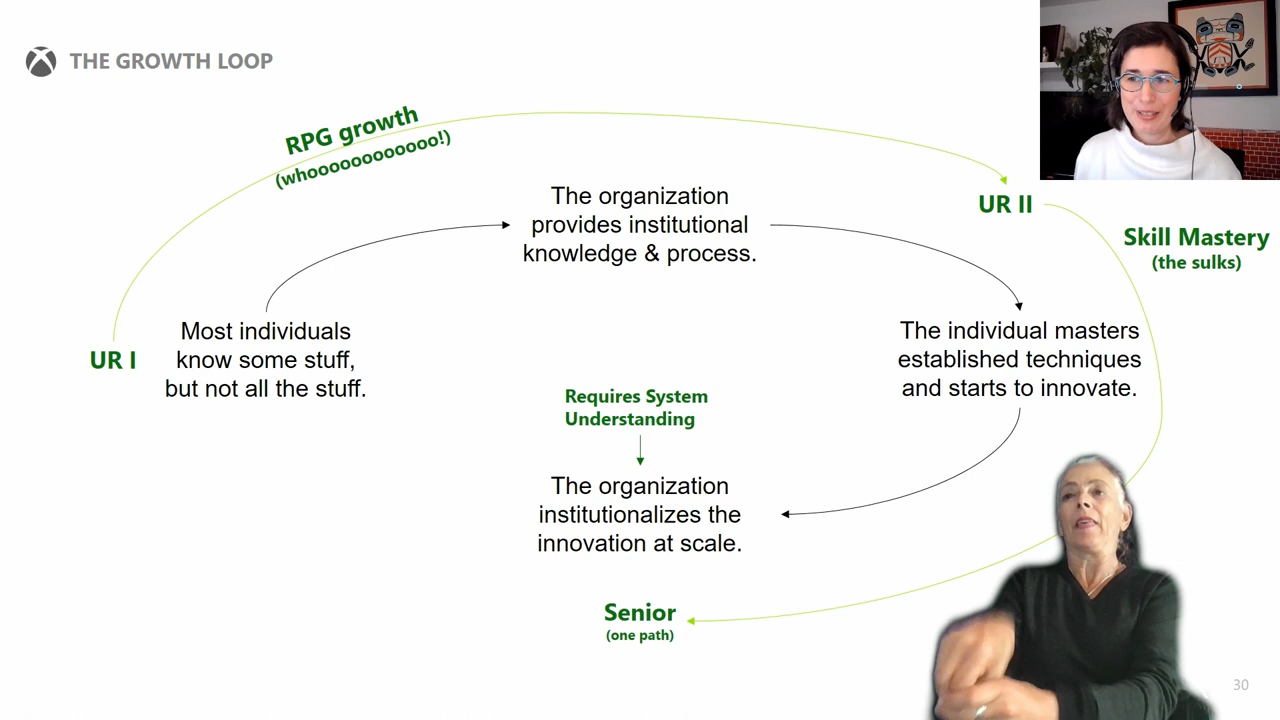 THE GROWTH LOOP
RPG growth
(whoooooooooooo!)
The organization
provides institutional
knowledge & process.
UR II
Skill Mastery
(the sulks)
UR I
Most individuals
know some stuff,
but not all the stuff.
The individual masters
established techniques
and starts to innovate.
Requires System
Understanding
The organization
institutionalizes the
innovation at scale.
Senior
(one path)
30